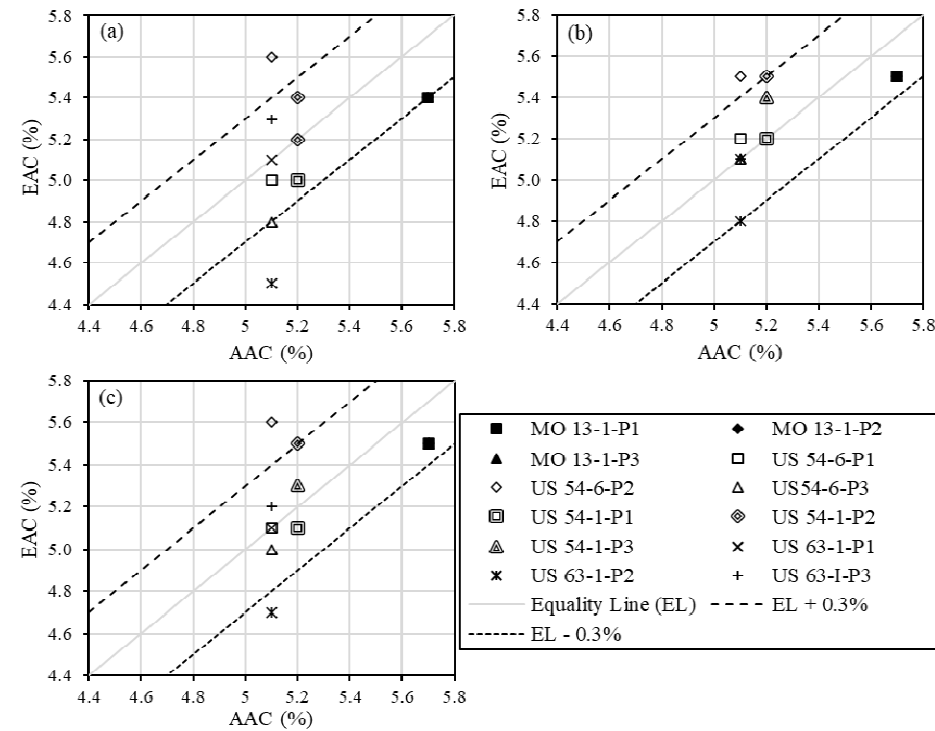 (a)
5.8
5.6
5.4
5.2
5.0
4.8
4.6
4.4
EAC (%)
4.4 4.6 4.8 5 5.2 5.4 5.6 5.8
AAC (%)
(b)
5.8
5.6
5.4
5.2
5.0
4.8
4.6
4.4
EAC (%)
4.4 4.6 4.8 5 5.2 5.4 5.6 5.8
AAC (%)
(c)
5.8
5.6
5.4
5.2
5.0
4.8
4.6
4.4
EAC (%)
4.4 4.6 4.8 5 5.2 5.4 5.6 5.8
AAC (%)
MO 13-1-P1 MO 13-1-P2
MO 13-1-P3 US 54-6-P1
US 54-6-P2 US54-6-P3
US 54-1-P1 US 54-1-P2
US 54-1-P3 US 63-1-P1
US 63-1-P2 US 63-I-P3
Equality Line (EL) EL + 0.3%
EL - 0.3%